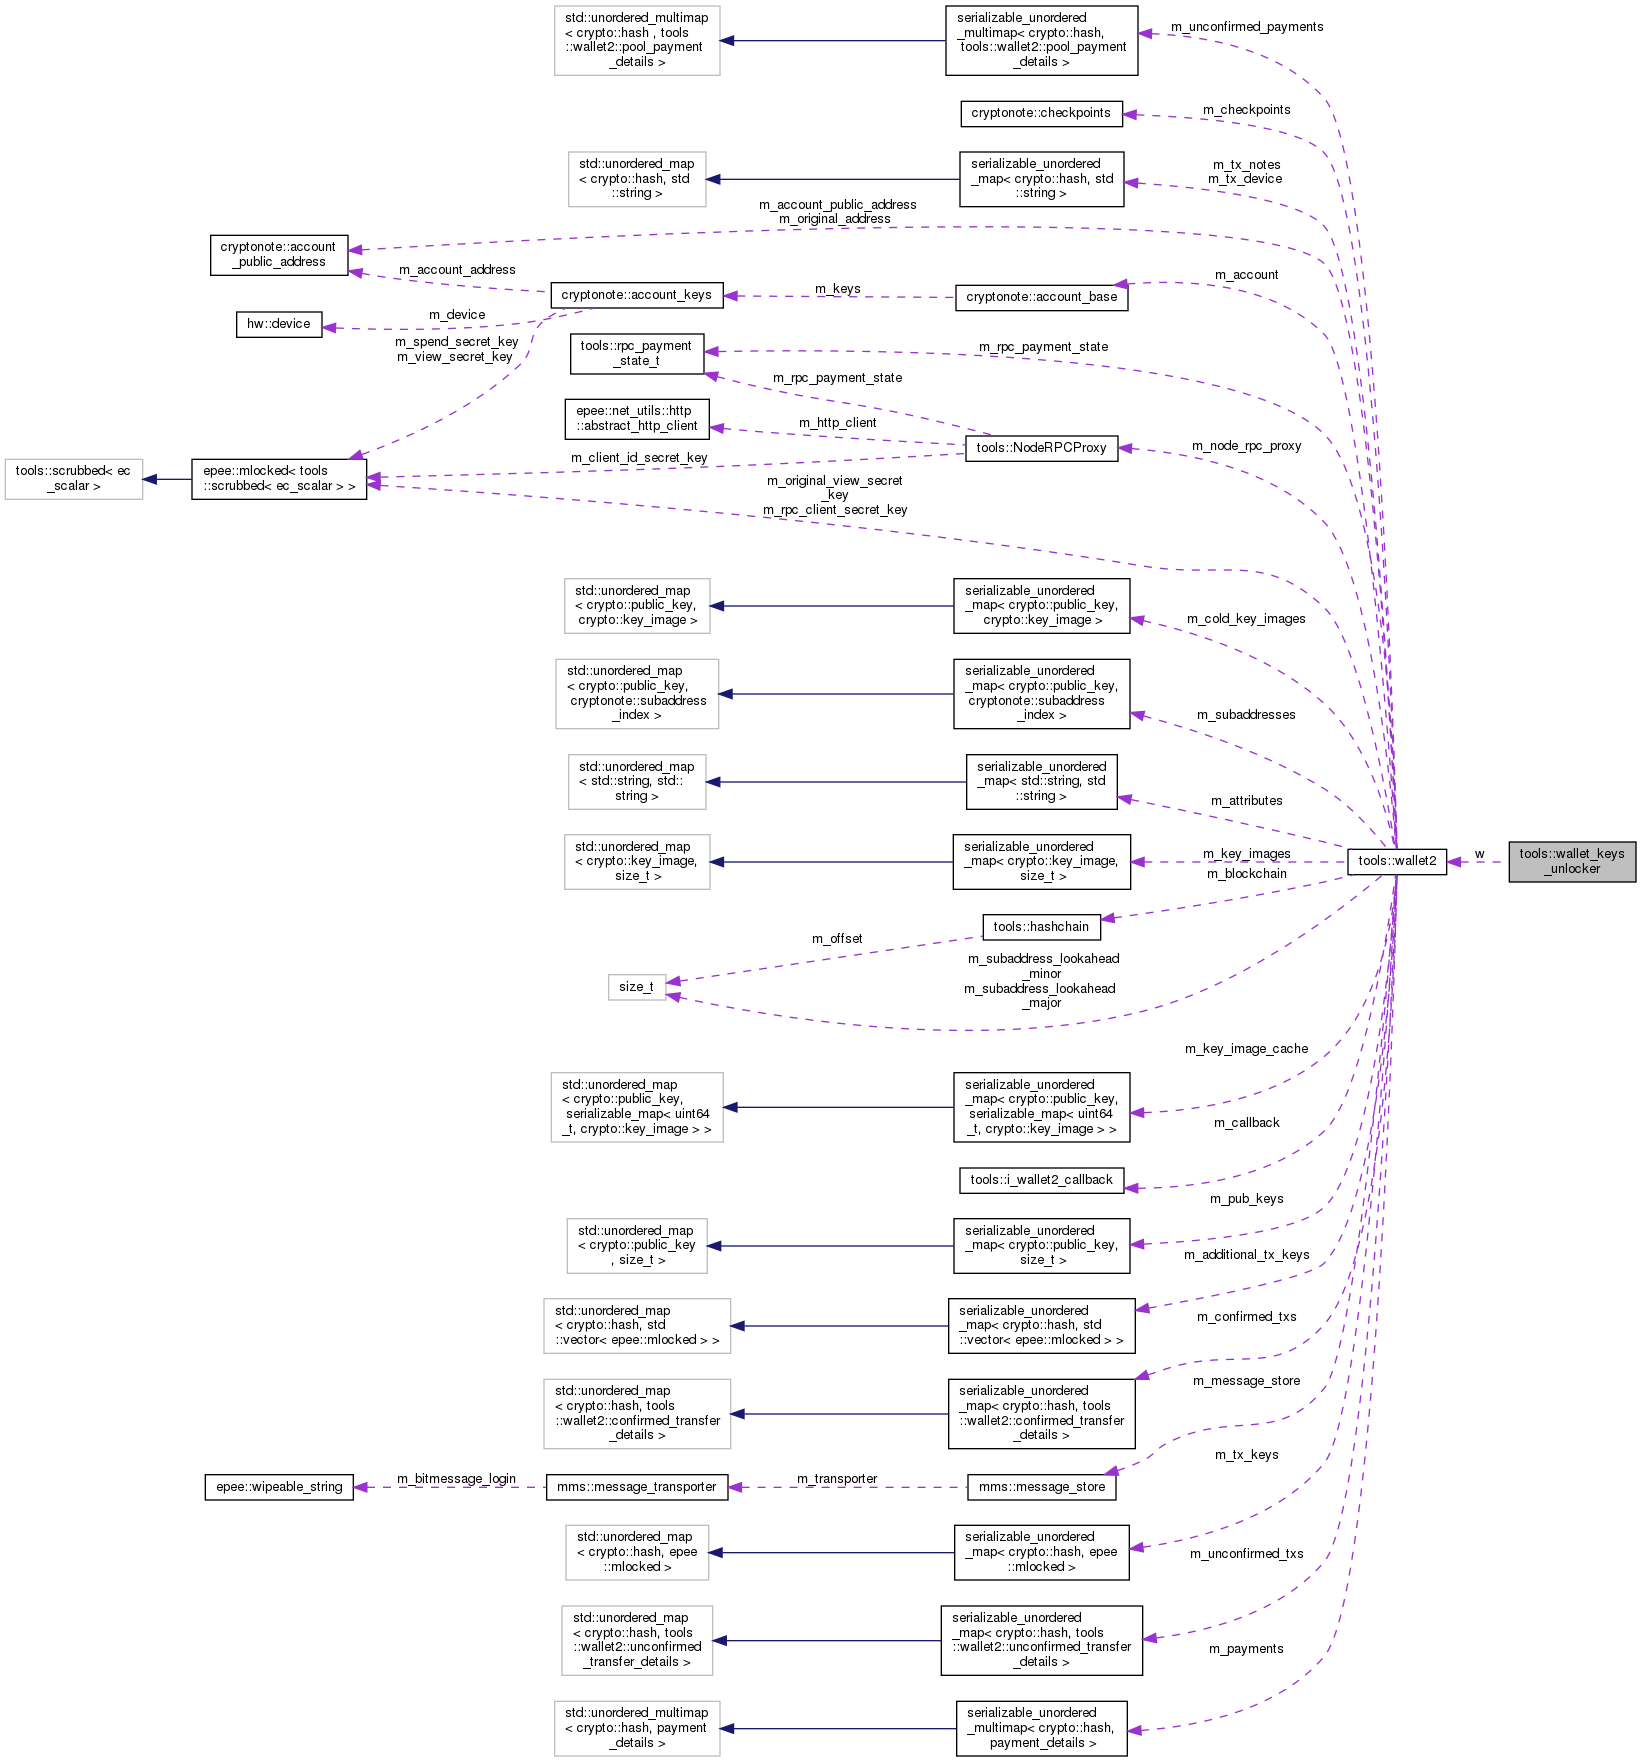 std::unordered_multimap
< crypto::hash , tools
::wallet2::pool_payment
_details >
serializable_unordered
_multimap< crypto::hash,
tools::wallet2::pool_payment
_details >
m_unconfirmed_payments
cryptonote::checkpoints
m_checkpoints
std::unordered_map
< crypto::hash, std
::string >
serializable_unordered
_map< crypto::hash, std
::string >
m_tx_notes
m_tx_device
m_account_public_address
m_original_address
cryptonote::account
_public_address
m_account_address
cryptonote::account_keys
m_keys
cryptonote::account_base
m_account
hw::device
m_device
m_spend_secret_key
m_view_secret_key
tools::rpc_payment
_state_t
m_rpc_payment_state
m_rpc_payment_state
epee::net_utils::http
::abstract_http_client
m_http_client
tools::NodeRPCProxy
m_node_rpc_proxy
tools::scrubbed< ec
_scalar >
epee::mlocked< tools
::scrubbed< ec_scalar > >
m_client_id_secret_key
m_original_view_secret
_key
m_rpc_client_secret_key
std::unordered_map
< crypto::public_key,
crypto::key_image >
serializable_unordered
_map< crypto::public_key,
crypto::key_image >
m_cold_key_images
std::unordered_map
< crypto::public_key,
cryptonote::subaddress
_index >
serializable_unordered
_map< crypto::public_key,
cryptonote::subaddress
_index >
m_subaddresses
std::unordered_map
< std::string, std::
string >
serializable_unordered
_map< std::string, std
::string >
m_attributes
std::unordered_map
< crypto::key_image,
size_t >
serializable_unordered
_map< crypto::key_image,
size_t >
m_key_images
tools::wallet2
w
tools::wallet_keys
_unlocker
m_blockchain
tools::hashchain
m_offset
size_t
m_subaddress_lookahead
_minor
m_subaddress_lookahead
_major
std::unordered_map
< crypto::public_key,
serializable_map< uint64
_t, crypto::key_image > >
serializable_unordered
_map< crypto::public_key,
serializable_map< uint64
_t, crypto::key_image > >
m_key_image_cache
tools::i_wallet2_callback
m_callback
std::unordered_map
< crypto::public_key
, size_t >
serializable_unordered
_map< crypto::public_key,
size_t >
m_pub_keys
std::unordered_map
< crypto::hash, std
::vector< epee::mlocked > >
serializable_unordered
_map< crypto::hash, std
::vector< epee::mlocked > >
m_additional_tx_keys
std::unordered_map
< crypto::hash, tools
::wallet2::confirmed_transfer
_details >
serializable_unordered
_map< crypto::hash, tools
::wallet2::confirmed_transfer
_details >
m_confirmed_txs
epee::wipeable_string
m_bitmessage_login
mms::message_transporter
m_transporter
mms::message_store
m_message_store
std::unordered_map
< crypto::hash, epee
::mlocked >
serializable_unordered
_map< crypto::hash, epee
::mlocked >
m_tx_keys
std::unordered_map
< crypto::hash, tools
::wallet2::unconfirmed
_transfer_details >
serializable_unordered
_map< crypto::hash, tools
::wallet2::unconfirmed_transfer
_details >
m_unconfirmed_txs
std::unordered_multimap
< crypto::hash, payment
_details >
serializable_unordered
_multimap< crypto::hash,
payment_details >
m_payments